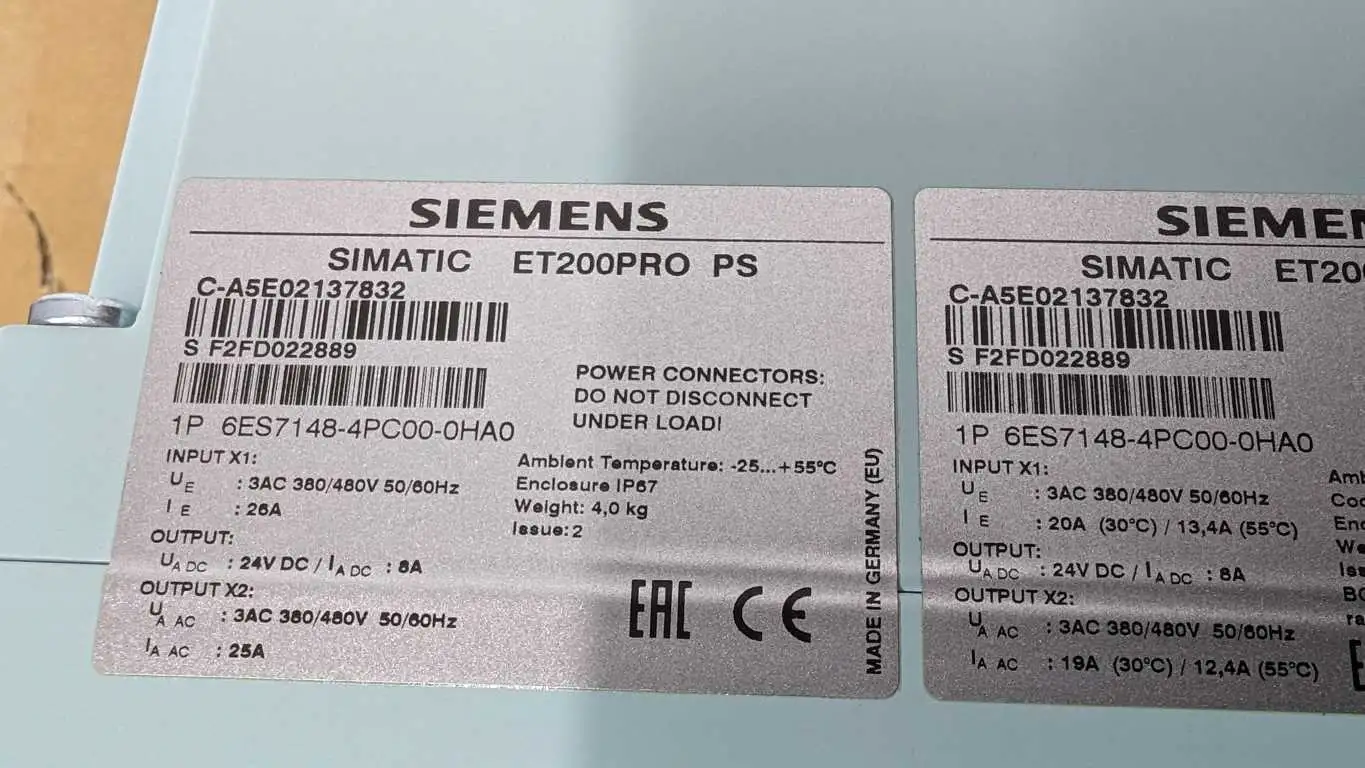 SIEMENS
SIMATIC ET200PRO PS
C-A5E02137832
S F2FD022889
1P 6ES7148-4PC00-0HA0
POWER CONNECTORS:
DO NOT DISCONNECT
UNDER LOAD!
INPUT X1:
UE : 3AC 380/480V 50/60Hz
IE : 26A
OUTPUT:
UA DC : 24V DC / IA DC : 8A
OUTPUT X2:
UA AC : 3AC 380/480V 50/60Hz
IA AC : 25A
Ambient Temperature: -25...+55°C
Enclosure IP67
Weight: 4,0 kg
Issue: 2
EAC CE
MADE IN GERMANY (EU)
SIEMEN
SIMATIC ET200
C-A5E02137832
S F2FD022889
1P 6ES7148-4PC00-0HA0
INPUT X1:
UE : 3AC 380/480V 50/60Hz
IE : 20A (30°C) / 13,4A (55°C)
OUTPUT:
UA DC : 24V DC / IA DC : 8A
OUTPUT X2:
UA AC : 3AC 380/480V 50/60Hz
IA AC : 19A (30°C) / 12,4A (55°C)